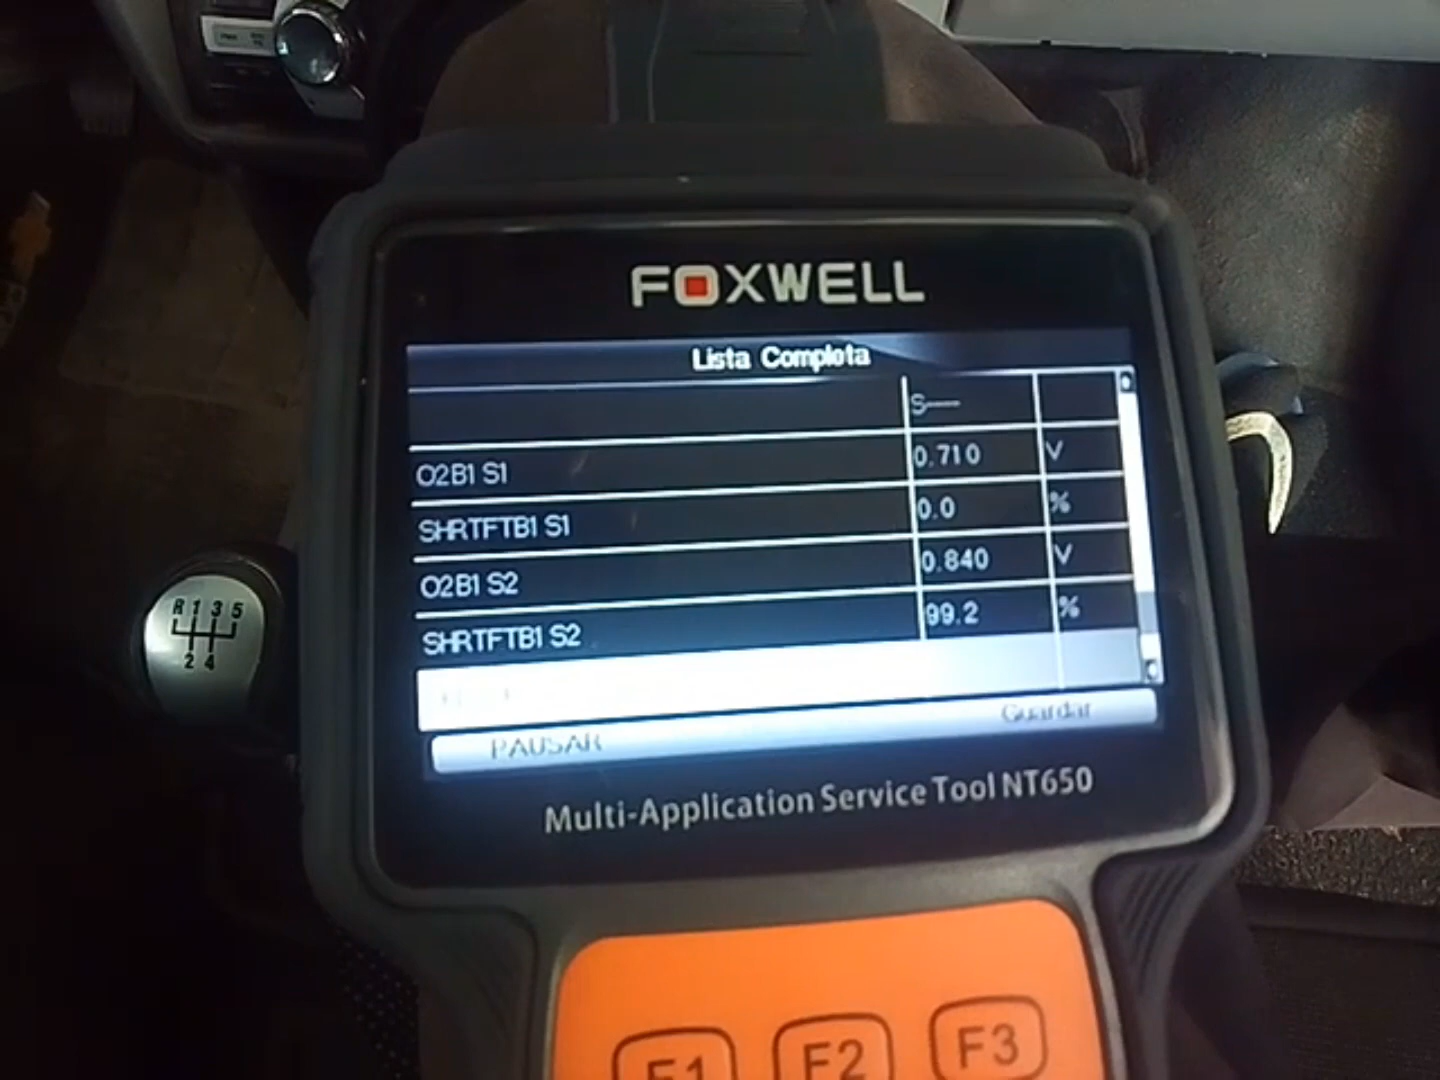 FOXWELL
Lista Completa
S----
O2B1 S1 0.710 V
SHRTFTB1 S1 0.0 %
O2B1 S2 0.840 V
SHRTFTB1 S2 99.2 %
PAUSAR Guardar
Multi-Application Service Tool NT650
R 1 3 5
2 4
F1 F2 F3